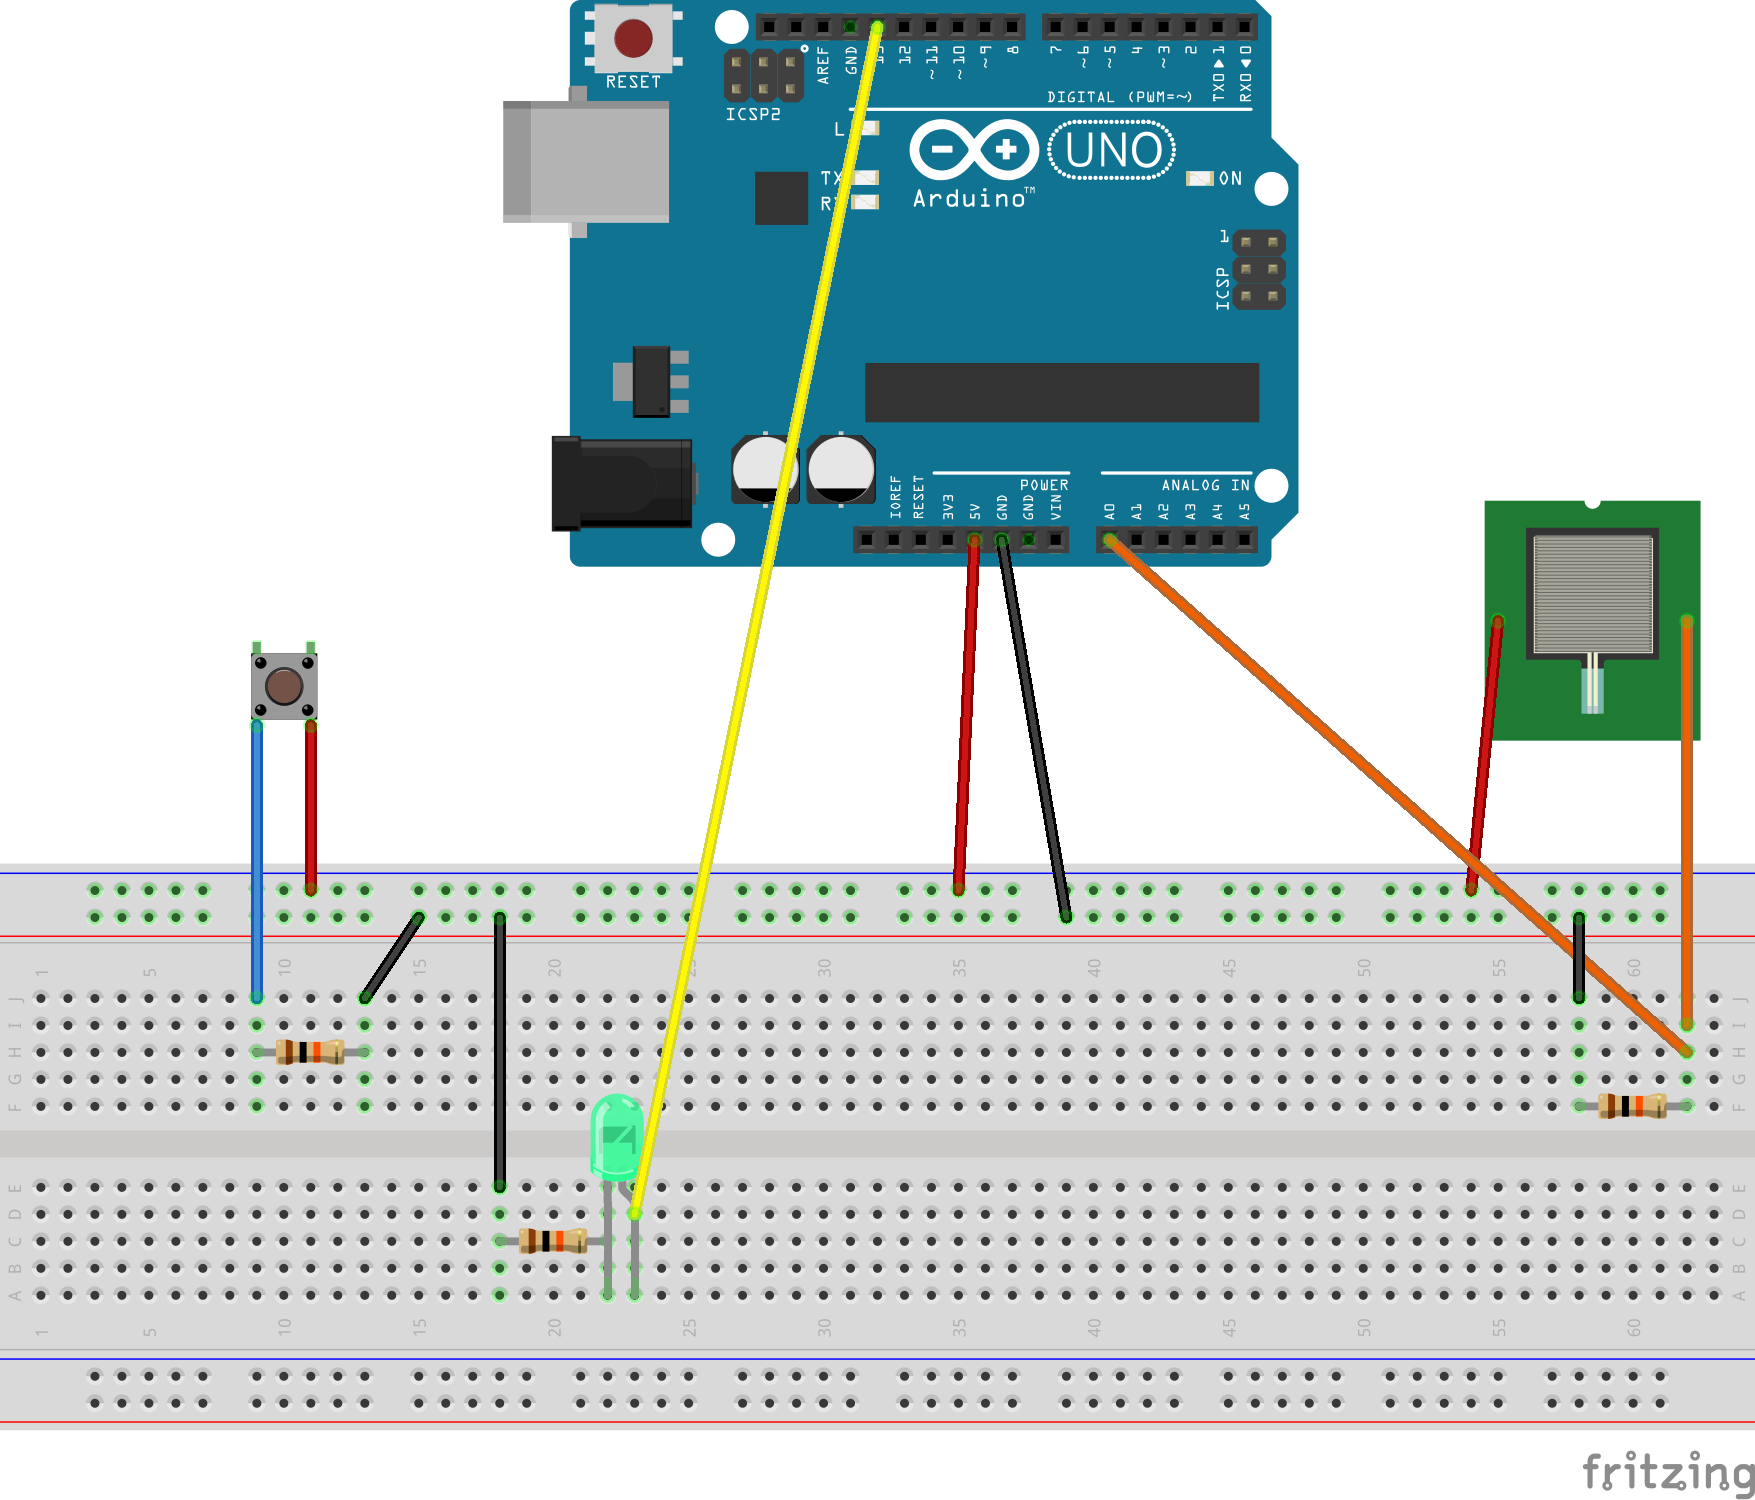 RESET
ICSP2
AREF
GND
13
12
~11
~10
~9
8
7
~6
~5
4
~3
2
TX0▶1
RX0◀0
DIGITAL (PWM=~)
L
TX
UNO
ON
Arduino™
1
ICSP
IOREF
RESET
3V3
5V
GND
GND
VIN
POWER
A0
A1
A2
A3
A4
A5
ANALOG IN
1 5 10 15 20 25 30 35 40 45 50 55 60
J J
I I
H H
G G
F F
E E
D D
C C
B B
A A
1 5 10 15 20 25 30 35 40 45 50 55 60
fritzing